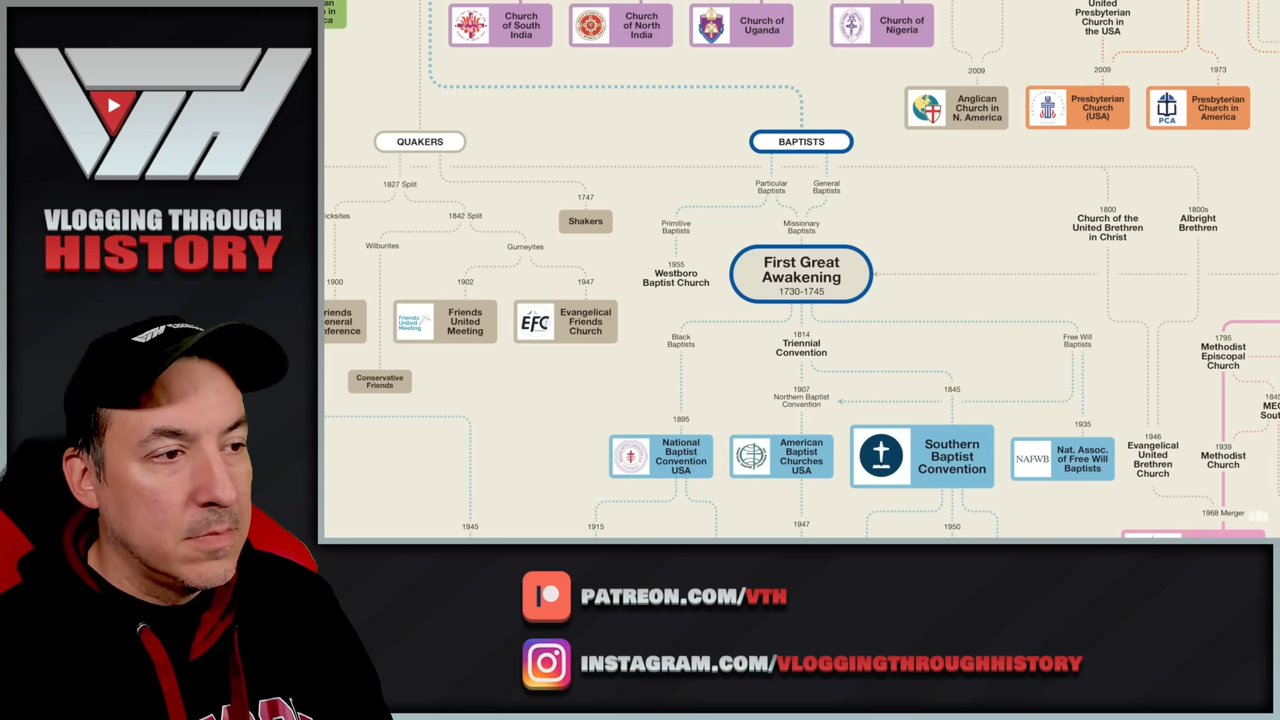 VTH
VLOGGING THROUGH
HISTORY
Church
of South
India
Church
of North
India
Church of
Uganda
Church of
Nigeria
United
Presbyterian
Church in
the USA
2009
2009
1973
Anglican
Church in
N. America
Presbyterian
Church
(USA)
PCA
Presbyterian
Church in
America
QUAKERS
BAPTISTS
1827 Split
1747
Shakers
1842 Split
Wilburites
Gurneyites
Particular
Baptists
General
Baptists
Primitive
Baptists
Missionary
Baptists
1955
Westboro
Baptist Church
First Great
Awakening
1730-1745
1800
Church of the
United Brethren
in Christ
1800s
Albright
Brethren
1900
1902
1947
Friends
United
Meeting
Friends
United
Meeting
EFC
Evangelical
Friends
Church
Conservative
Friends
Black
Baptists
1814
Triennial
Convention
Free Will
Baptists
1795
Methodist
Episcopal
Church
1907
Northern Baptist
Convention
1845
1895
1935
National
Baptist
Convention
USA
American
Baptist
Churches
USA
Southern
Baptist
Convention
NAFWB
Nat. Assoc.
of Free Will
Baptists
1946
Evangelical
United
Brethren
Church
1939
Methodist
Church
1968 Merger
1945
1915
1947
1950
PATREON.COM/VTH
INSTAGRAM.COM/VLOGGINGTHROUGHHISTORY